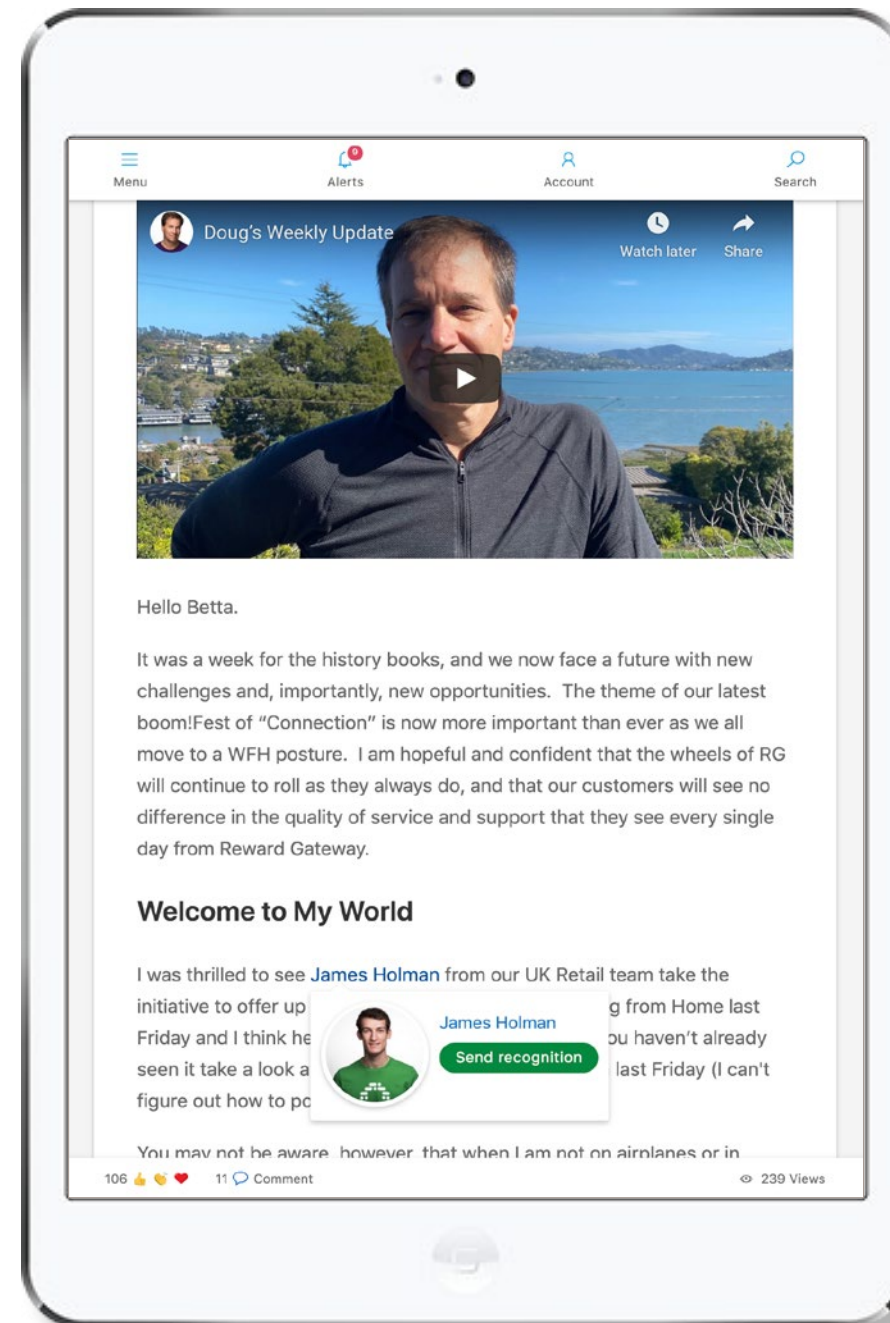 9
Menu Alerts Account Search
Doug's Weekly Update
Watch later Share
Hello Betta.
It was a week for the history books, and we now face a future with new
challenges and, importantly, new opportunities. The theme of our latest
boom!Fest of “Connection” is now more important than ever as we all
move to a WFH posture. I am hopeful and confident that the wheels of RG
will continue to roll as they always do, and that our customers will see no
difference in the quality of service and support that they see every single
day from Reward Gateway.
Welcome to My World
I was thrilled to see James Holman from our UK Retail team take the
initiative to offer up g from Home last
Friday and I think he ou haven't already
seen it take a look a last Friday (I can't
figure out how to po
James Holman
Send recognition
You may not be aware, however, that when I am not on airplanes or in
106 11 Comment 239 Views